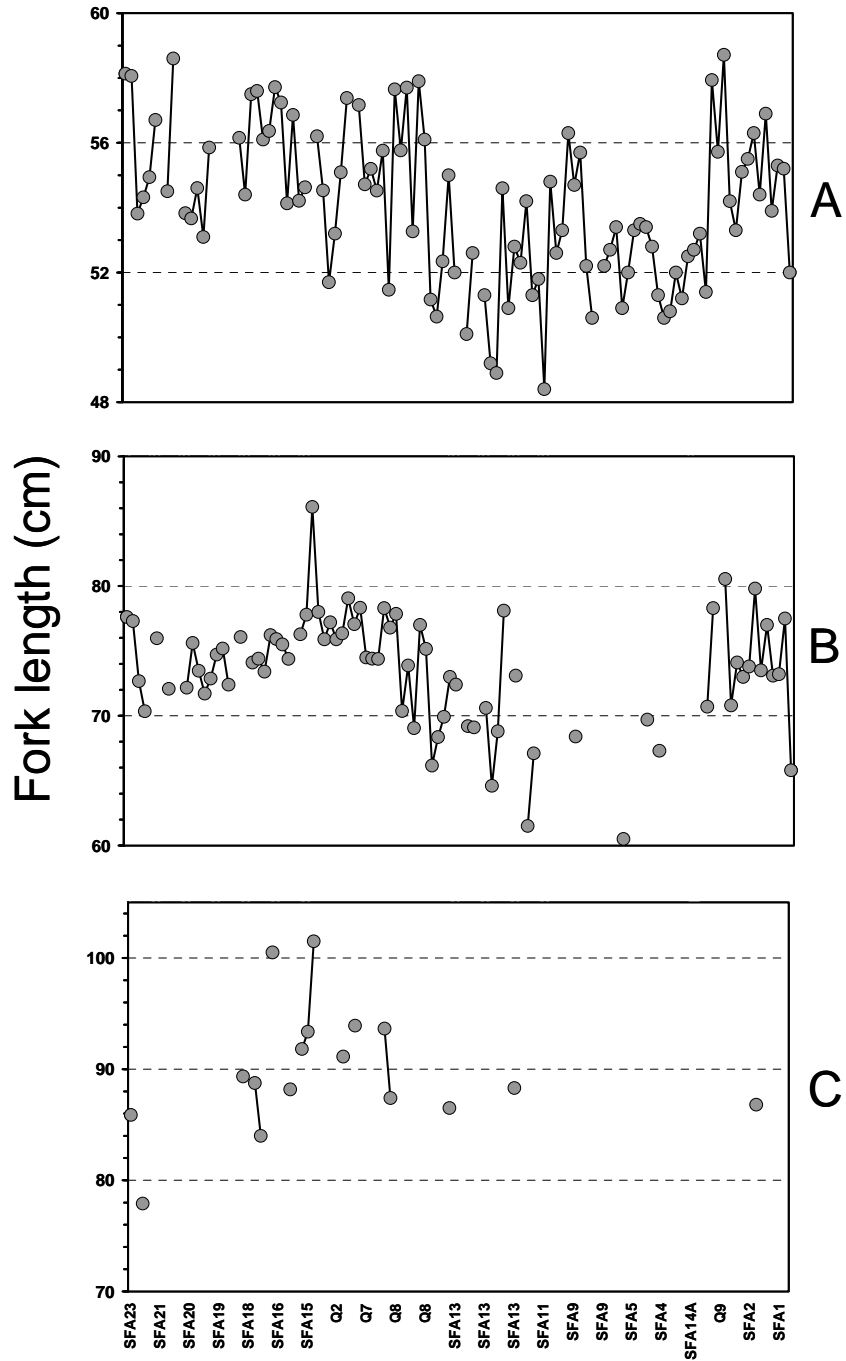 60
56
52
48
A
Fork length (cm)
90
80
70
60
B
100
90
80
70
C
SFA23
SFA21
SFA20
SFA19
SFA18
SFA16
SFA15
Q2
Q7
Q8
Q8
SFA13
SFA13
SFA13
SFA11
SFA9
SFA9
SFA5
SFA4
SFA14A
Q9
SFA2
SFA1